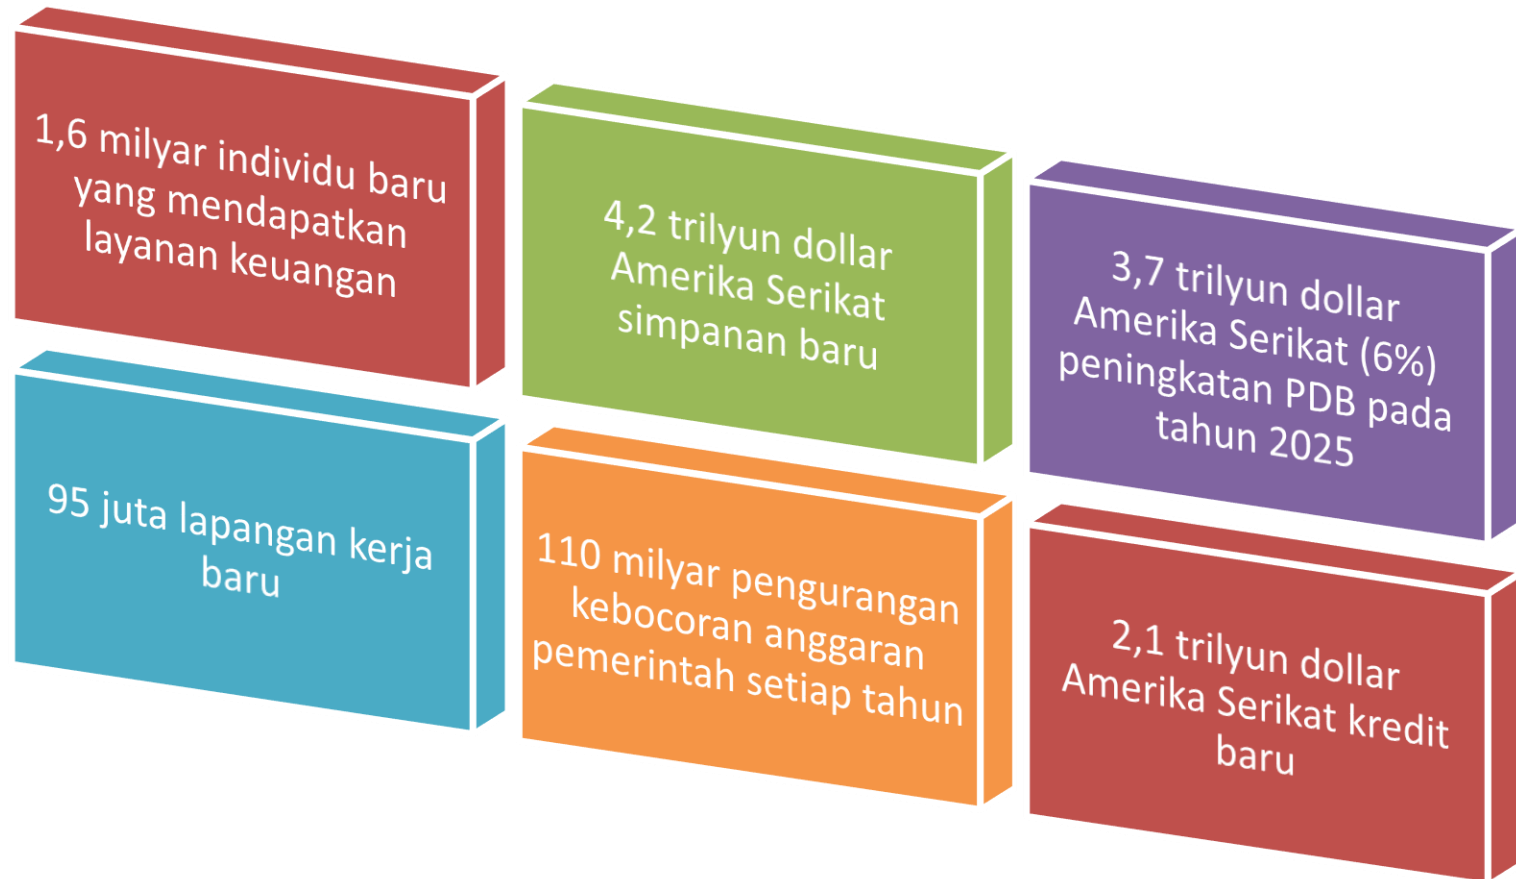 1,6 milyar individu baru
yang mendapatkan
layanan keuangan
4,2 trilyun dollar
Amerika Serikat
simpanan baru
3,7 trilyun dollar
Amerika Serikat (6%)
peningkatan PDB pada
tahun 2025
95 juta lapangan kerja
baru
110 milyar pengurangan
kebocoran anggaran
pemerintah setiap tahun
2,1 trilyun dollar
Amerika Serikat kredit
baru